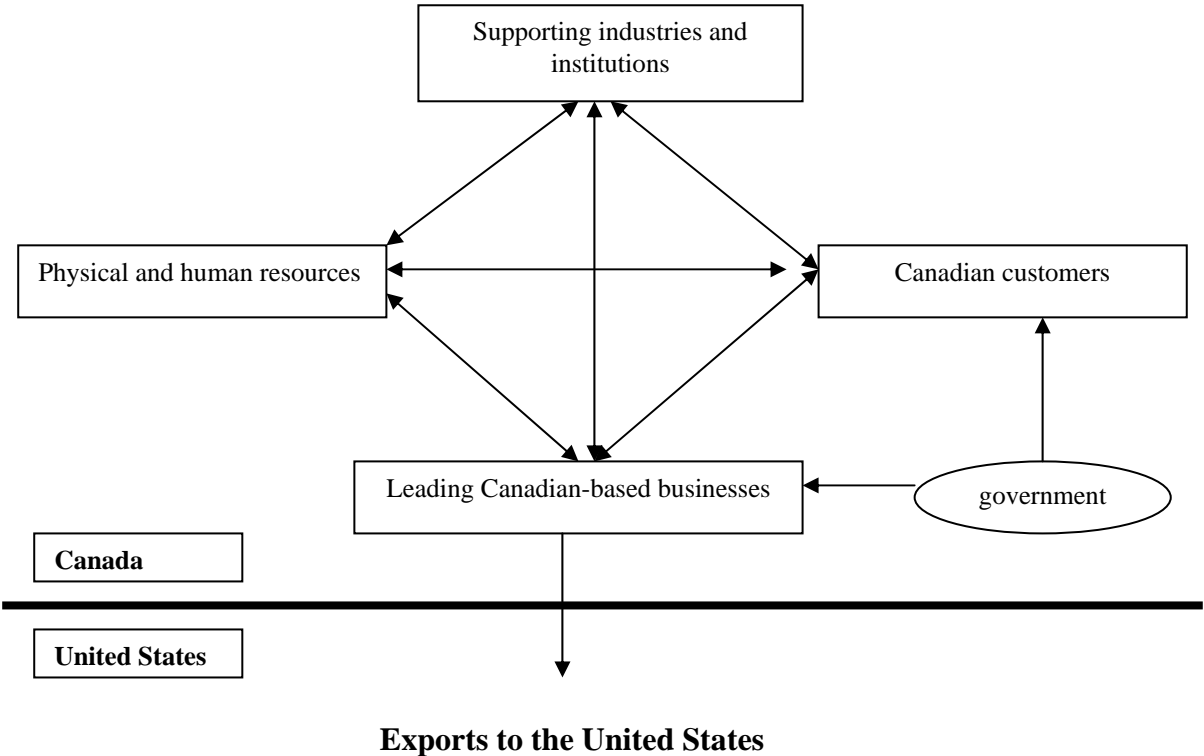 Supporting industries and
institutions
Physical and human resources
Canadian customers
Leading Canadian-based businesses
government
Canada
United States
Exports to the United States